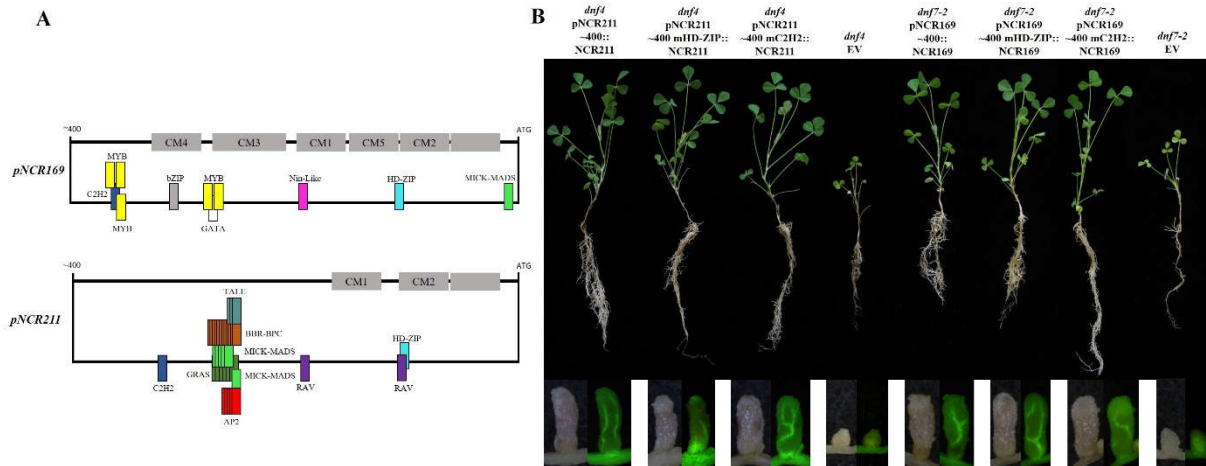 A
~400
ATG
CM4
CM3
CM1
CM5
CM2
pNCR169
MYB
C2H2
MYB
bZIP
MYB
GATA
Nin-Like
HD-ZIP
MICK-MADS
~400
ATG
CM1
CM2
pNCR211
TALE
BBR-BPC
MICK-MADS
GRAS
MICK-MADS
AP2
C2H2
RAV
HD-ZIP
RAV
B
dnf4
pNCR211
~400::
NCR211
dnf4
pNCR211
~400 mHD-ZIP::
NCR211
dnf4
pNCR211
~400 mC2H2::
NCR211
dnf4
EV
dnf7-2
pNCR169
~400::
NCR169
dnf7-2
pNCR169
~400 mHD-ZIP::
NCR169
dnf7-2
pNCR169
~400 mC2H2::
NCR169
dnf7-2
EV